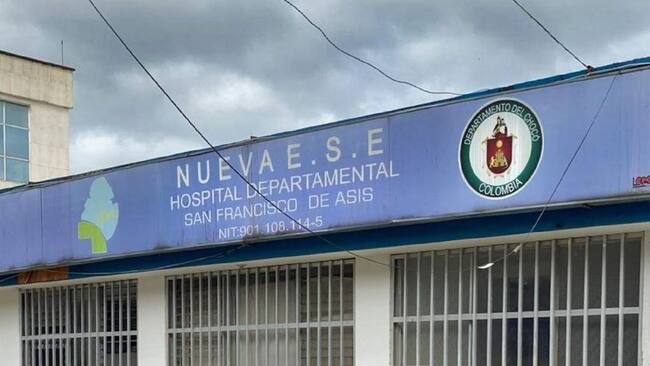 NUEVA E.S.E
HOSPITAL DEPARTAMENTAL
SAN FRANCISCO DE ASIS
NIT:901.108.114-5
DEPARTAMENTO DEL CHOCÓ
COLOMBIA